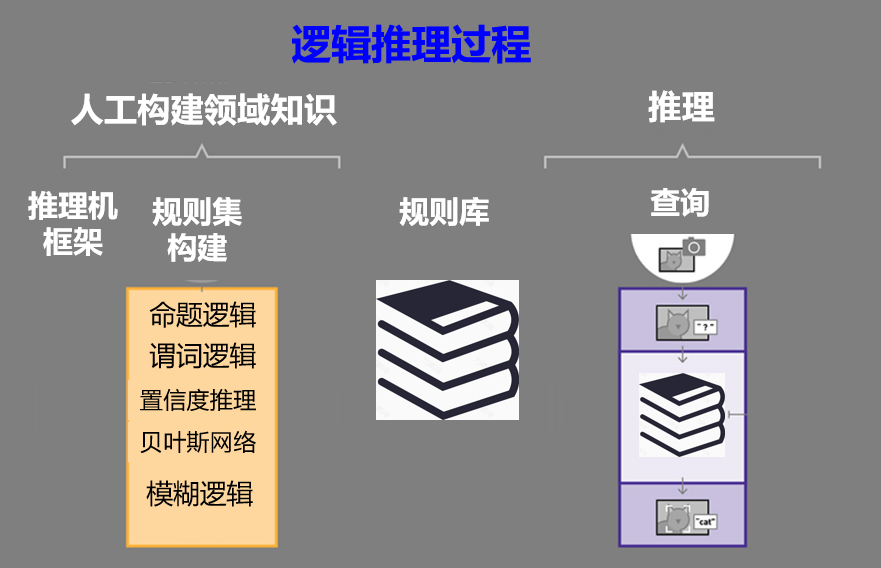 逻辑推理过程
人工构建领域知识
推理
推理机
框架
规则集
构建
规则库
查询
命题逻辑
谓词逻辑
置信度推理
贝叶斯网络
模糊逻辑
"?"
"cat"